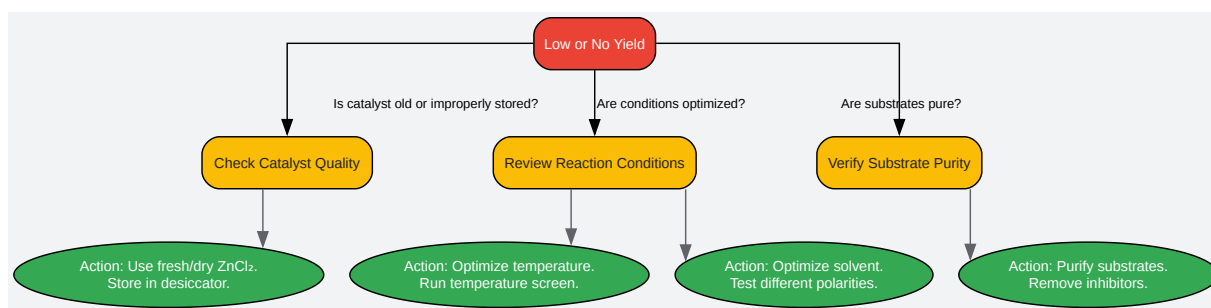 Low or No Yield
Is catalyst old or improperly stored?
Are conditions optimized?
Are substrates pure?
Check Catalyst Quality
Review Reaction Conditions
Verify Substrate Purity
Action: Use fresh/dry ZnCl₂.
Store in desiccator.
Action: Optimize temperature.
Run temperature screen.
Action: Optimize solvent.
Test different polarities.
Action: Purify substrates.
Remove inhibitors.